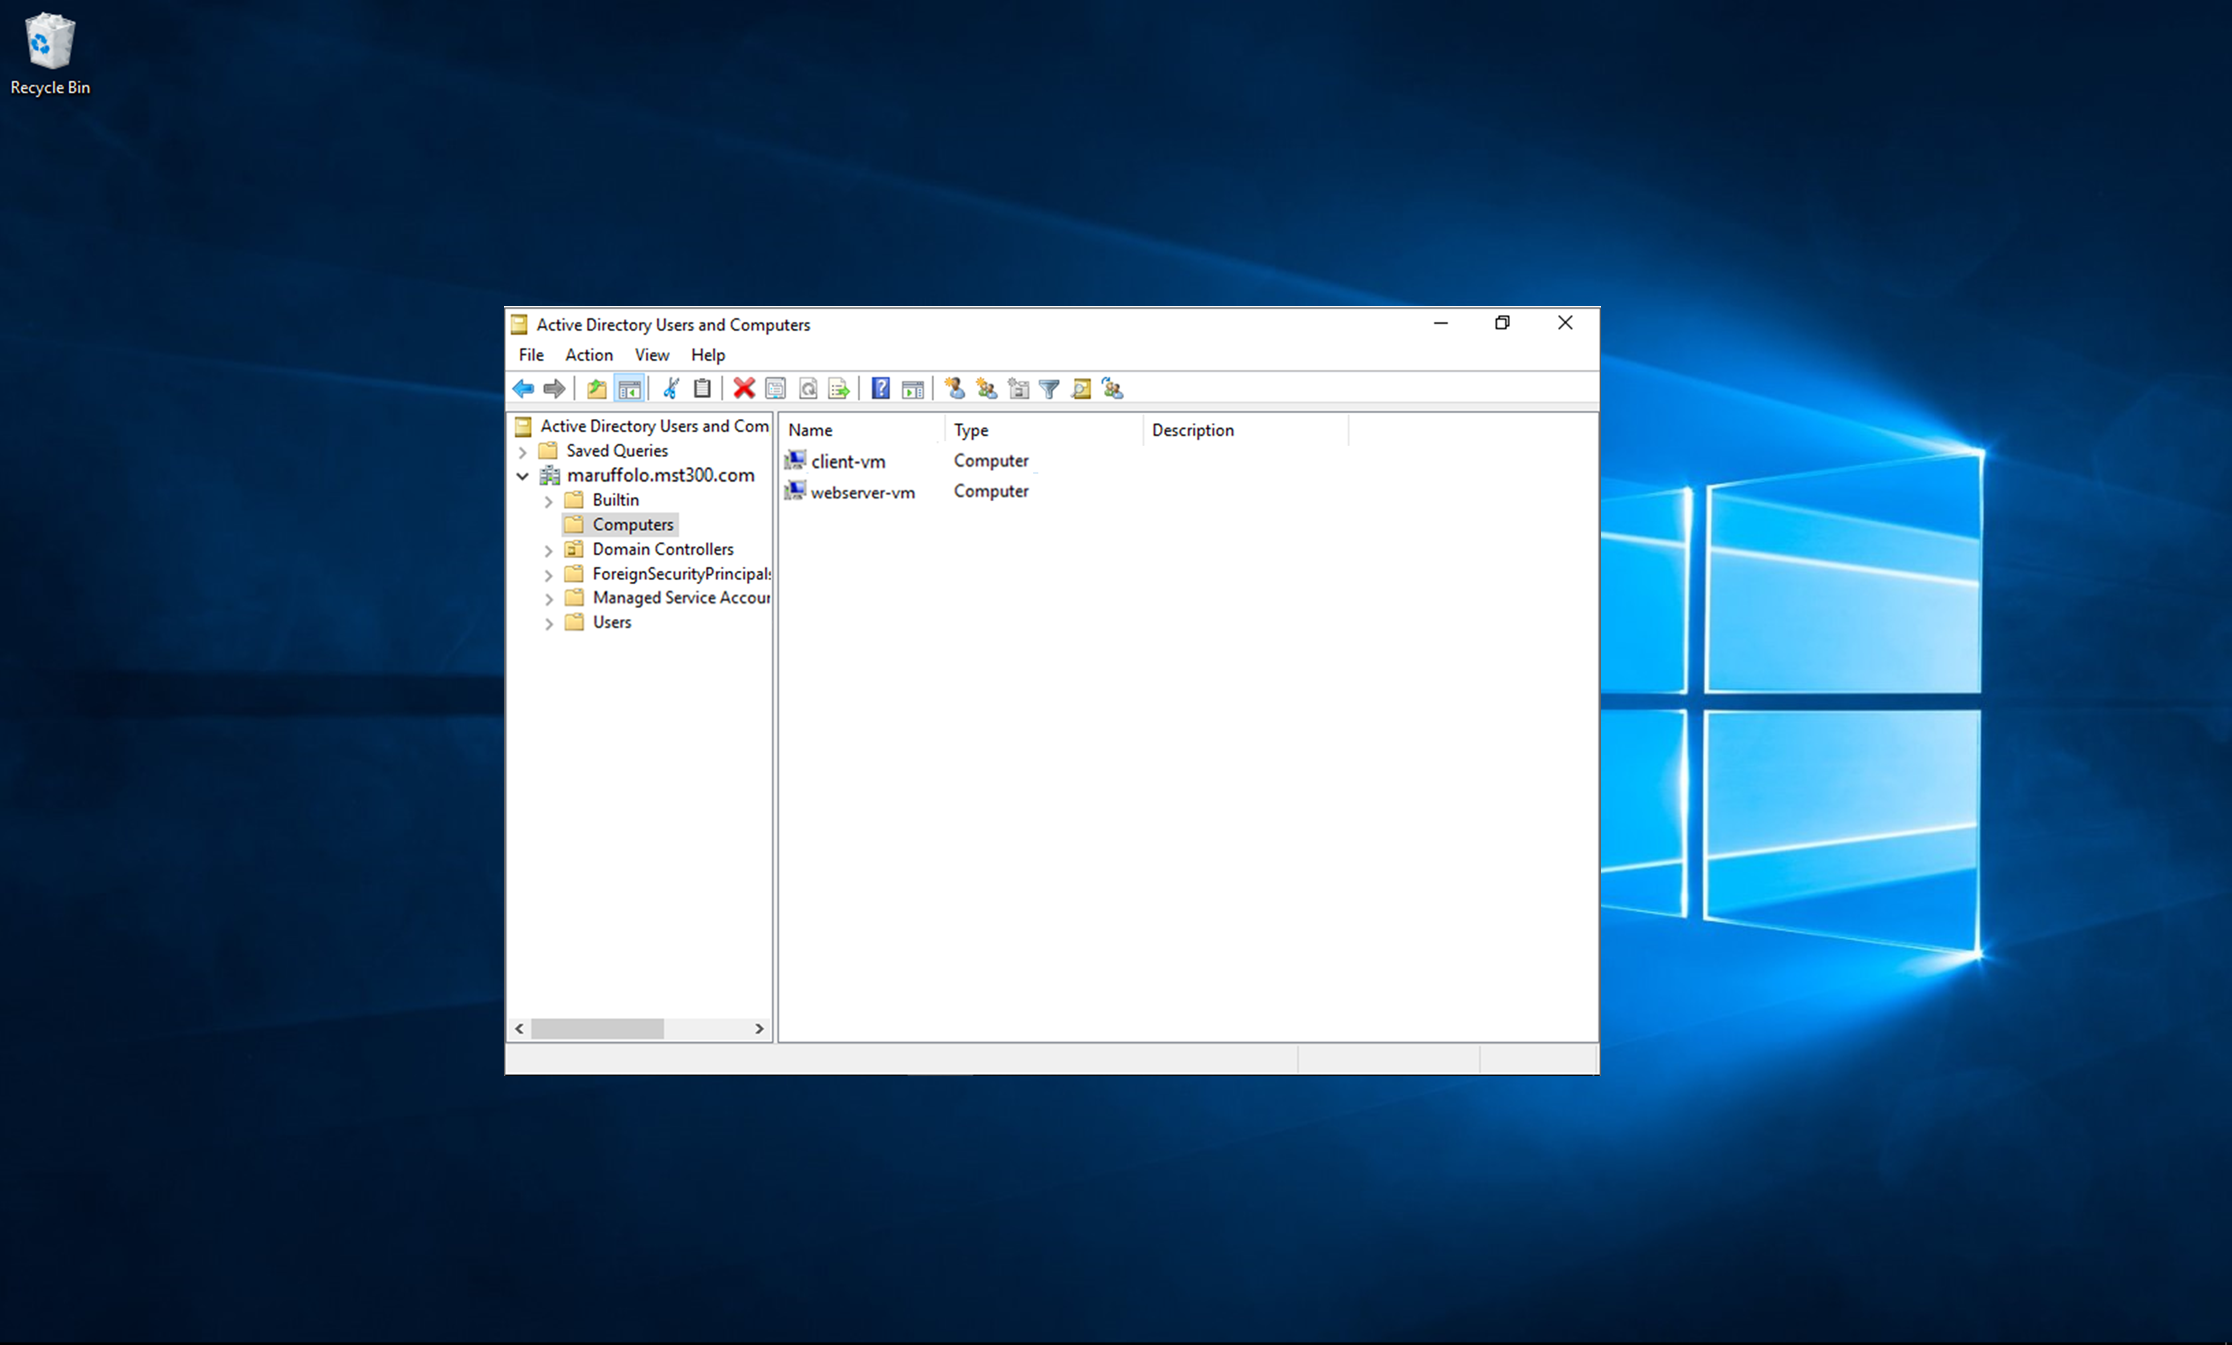 Recycle Bin
Active Directory Users and Computers
File Action View Help
Active Directory Users and Com
Saved Queries
maruffolo.mst300.com
Builtin
Computers
Domain Controllers
ForeignSecurityPrincipals
Managed Service Accour
Users
Name Type Description
client-vm Computer
webserver-vm Computer